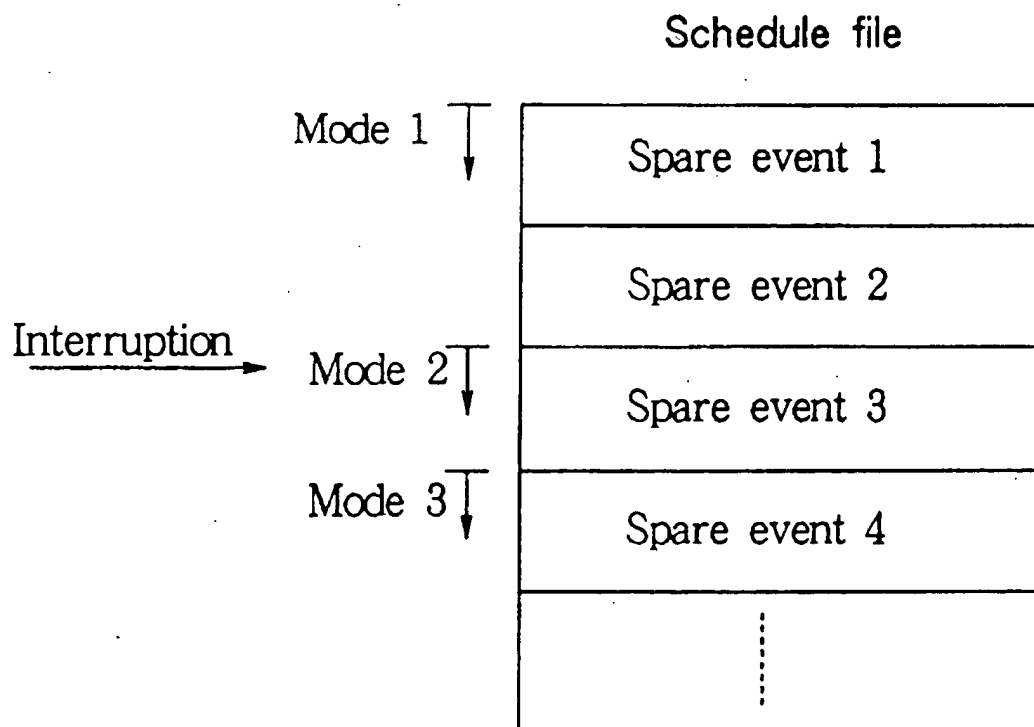 Schedule file
Mode 1
Spare event 1
Spare event 2
Interruption
Mode 2
Spare event 3
Mode 3
Spare event 4